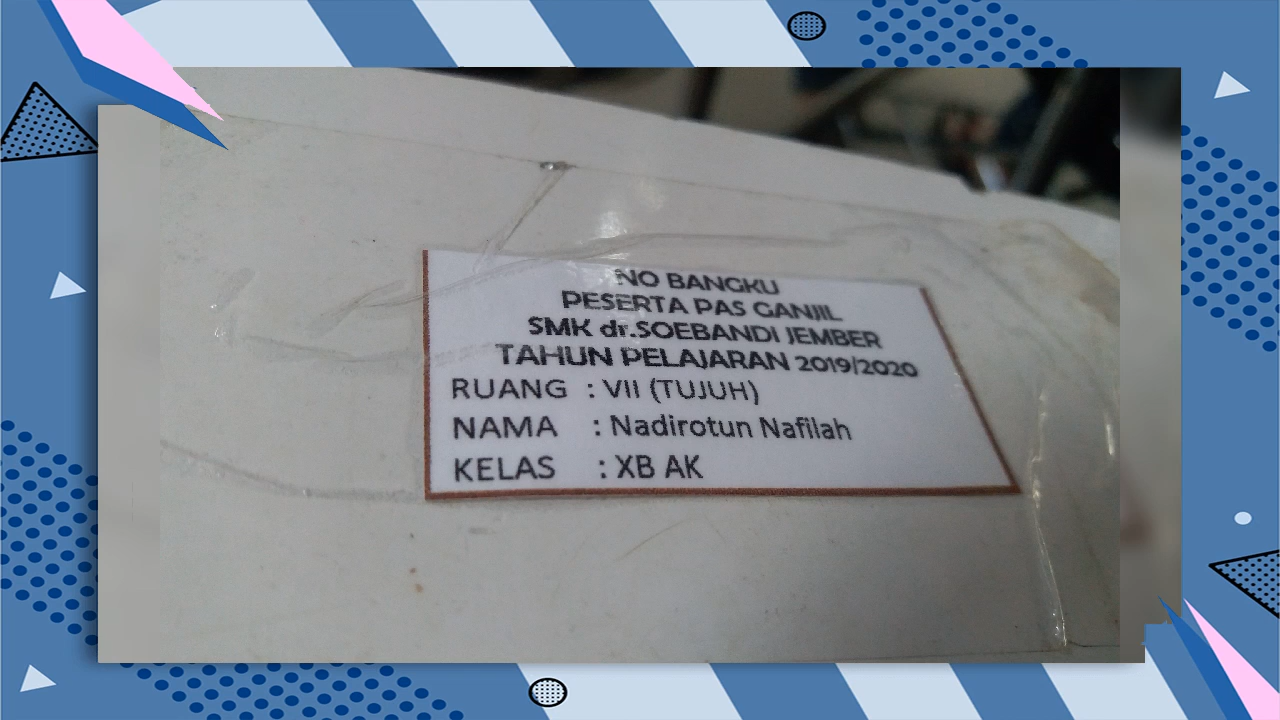 NO BANGKU
PESERTA PAS GANJIL
SMK dr.SOEBANDI JEMBER
TAHUN PELAJARAN 2019/2020
RUANG : VII (TUJUH)
NAMA : Nadirotun Nafilah
KELAS : XB AK